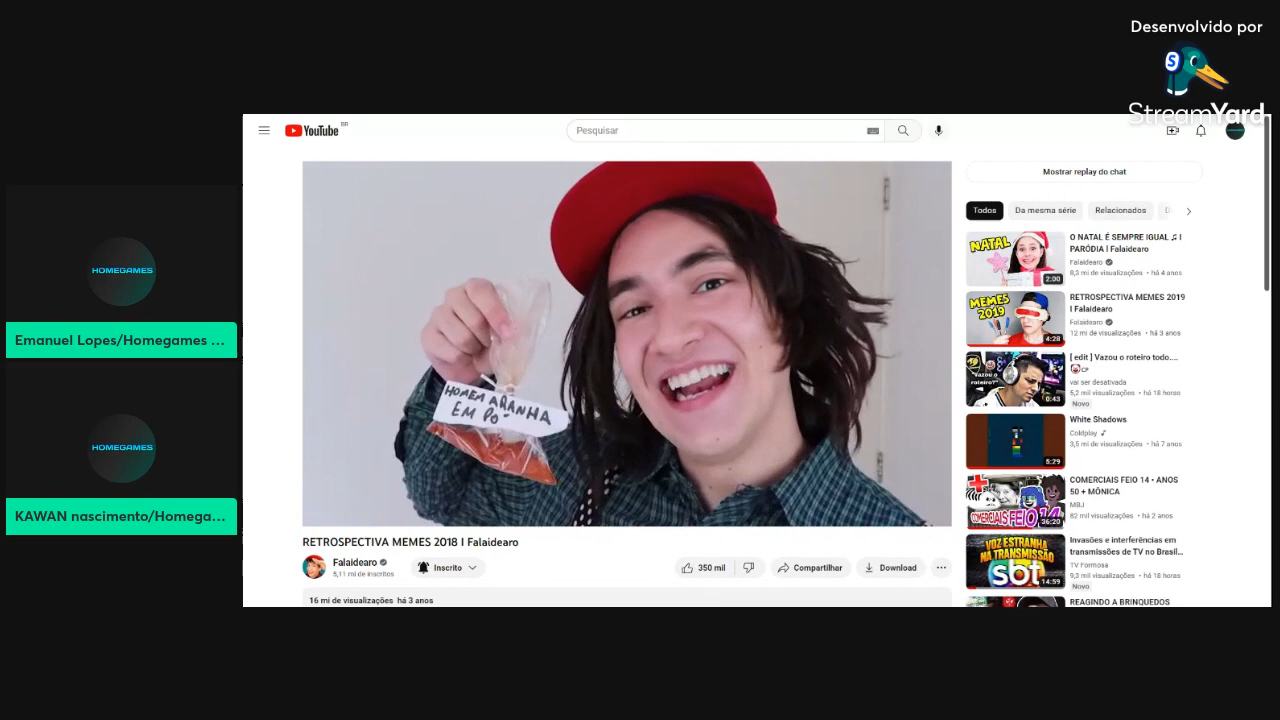 Desenvolvido por
StreamYard
YouTube BR
Pesquisar
HOMEGAMES
Emanuel Lopes/Homegames ...
HOMEGAMES
KAWAN nascimento/Homega...
HOMEM ARANHA
EM PÓ
RETROSPECTIVA MEMES 2018 I Falaidearo
Falaidearo
5,11 mi de inscritos
Inscrito
350 mil
Compartilhar
Download
16 mi de visualizações há 3 anos
Mostrar replay do chat
Todos
Da mesma série
Relacionados
NATAL
2:00
O NATAL É SEMPRE IGUAL ♫ I
PARÓDIA I Falaidearo
Falaidearo
8,3 mi de visualizações • há 4 anos
MEMES
2019
4:28
RETROSPECTIVA MEMES 2019
I Falaidearo
Falaidearo
12 mi de visualizações • há 3 anos
Vazou o
roteiro?
0:43
[ edit ] Vazou o roteiro todo....
CP
vai ser desativada
5,2 mil visualizações • há 18 horas
Novo
5:29
White Shadows
Coldplay
3,5 mi de visualizações • há 7 anos
COMERCIAIS FEIO 14
36:20
COMERCIAIS FEIO 14 • ANOS
50 + MÔNICA
MBJ
82 mil visualizações • há 2 anos
VOZ ESTRANHA
NA TRANSMISSÃO
sbt
14:59
Invasões e interferências em
transmissões de TV no Brasil...
TV Formosa
9,3 mil visualizações • há 18 horas
Novo
REAGINDO A BRINQUEDOS